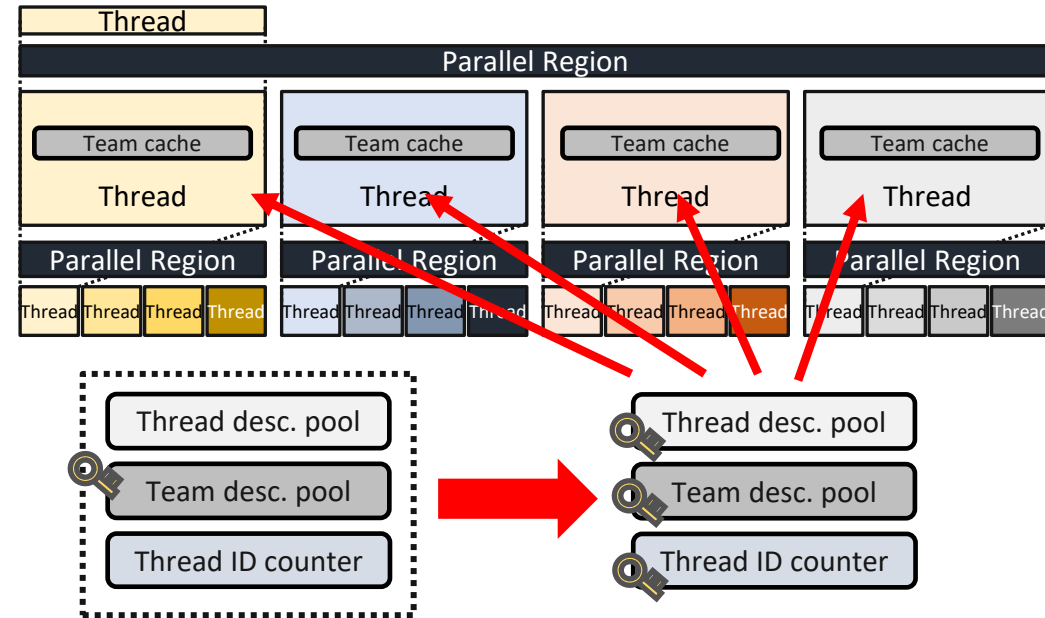 Thread
Parallel Region
Team cache Team cache Team cache Team cache
Thread Thread Thread Thread
Parallel Region Parallel Region Parallel Region Parallel Region
Thread Thread Thread Thread Thread Thread Thread Thread Thread Thread Thread Thread Thread Thread Thread Thread
Thread desc. pool Thread desc. pool
Team desc. pool Team desc. pool
Thread ID counter Thread ID counter